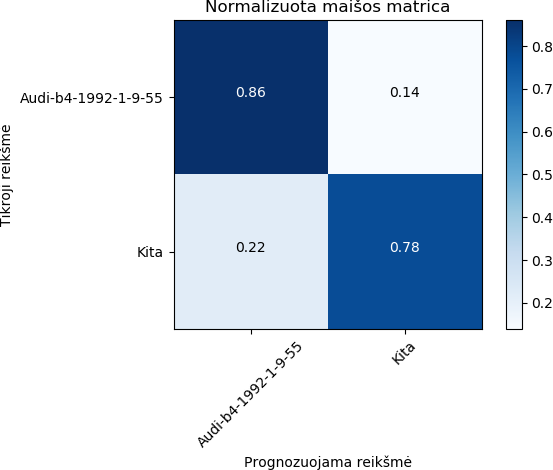 Normalizuota maišos matrica
Tikroji reikšmė
Audi-b4-1992-1-9-55
Kita
0.86
0.14
0.22
0.78
Audi-b4-1992-1-9-55
Kita
Prognozuojama reikšmė
0.8
0.7
0.6
0.5
0.4
0.3
0.2